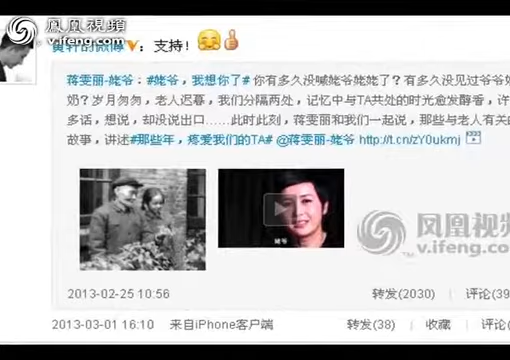 凤凰视频
v.ifeng.com
黄轩的微博：支持！
蒋雯丽-姥爷：#姥爷，我想你了# 你有多久没喊姥爷姥姥了？有多久没见过爷爷奶
奶？岁月匆匆，老人迟暮，我们分隔两处，记忆中与TA共处的时光愈发醇香，许
多话，想说，却没说出口……此时此刻，蒋雯丽和我们一起说，那些与老人有关的
故事，讲述#那些年，疼爱我们的TA# @蒋雯丽-姥爷 http://t.cn/zY0ukmj
姥爷
凤凰视频
v.ifeng.com
2013-02-25 10:56 转发(2030) 评论(39
2013-03-01 16:10 来自iPhone客户端 转发(38) 收藏 评论(